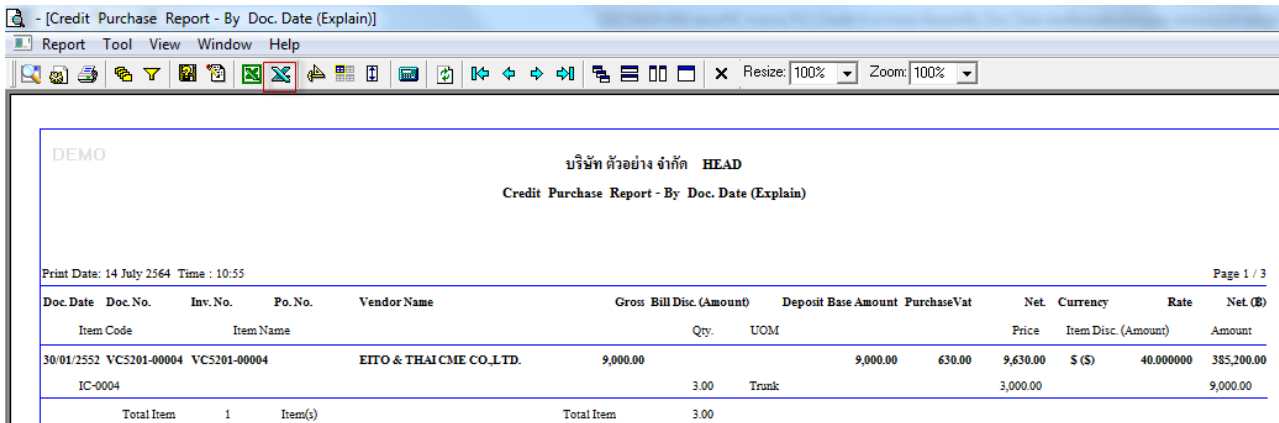 - [Credit Purchase Report - By Doc. Date (Explain)]
Report Tool View Window Help
Resize: 100% Zoom: 100%
DEMO
บริษัท ตัวอย่าง จำกัด HEAD
Credit Purchase Report - By Doc. Date (Explain)
Print Date: 14 July 2564 Time : 10:55 Page 1 / 3
Doc. Date Doc. No. Inv. No. Po. No. Vendor Name Gross Bill Disc. (Amount) Deposit Base Amount PurchaseVat Net. Currency Rate Net. (฿)
Item Code Item Name Qty. UOM Price Item Disc. (Amount) Amount
30/01/2552 VC5201-00004 VC5201-00004 EITO & THAI CME CO.,LTD. 9,000.00 9,000.00 630.00 9,630.00 $ ($) 40.000000 385,200.00
IC-0004 3.00 Trunk 3,000.00 9,000.00
Total Item 1 Item(s) Total Item 3.00